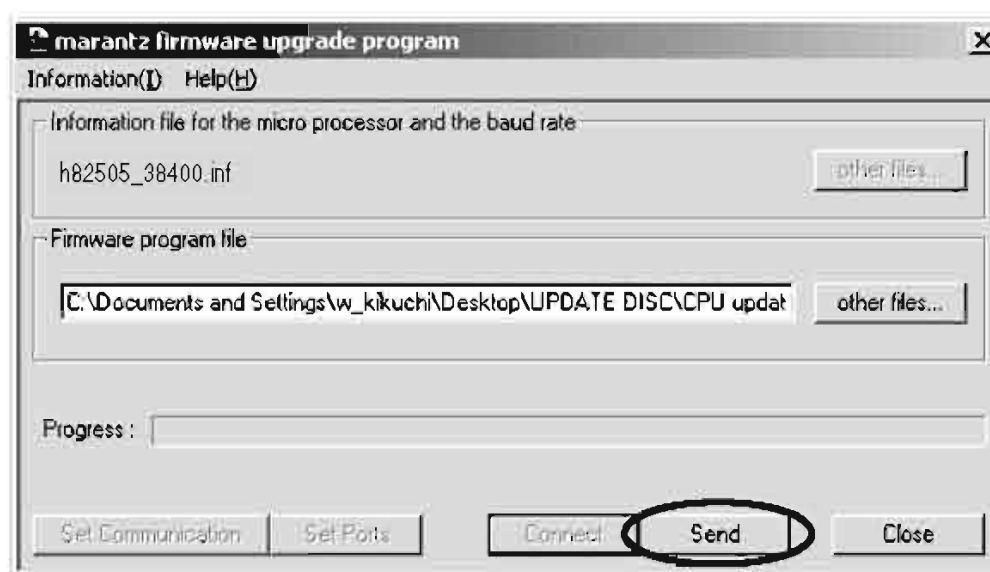 marantz firmware upgrade program
Information(I) Help(H)
Information file for the micro processor and the baud rate
h82505_38400.inf
other files...
Firmware program file
C:\Documents and Settings\w_kikuchi\Desktop\UPDATE DISC\CPU updat
other files...
Progress :
Set Communication Set Ports Connect Send Close